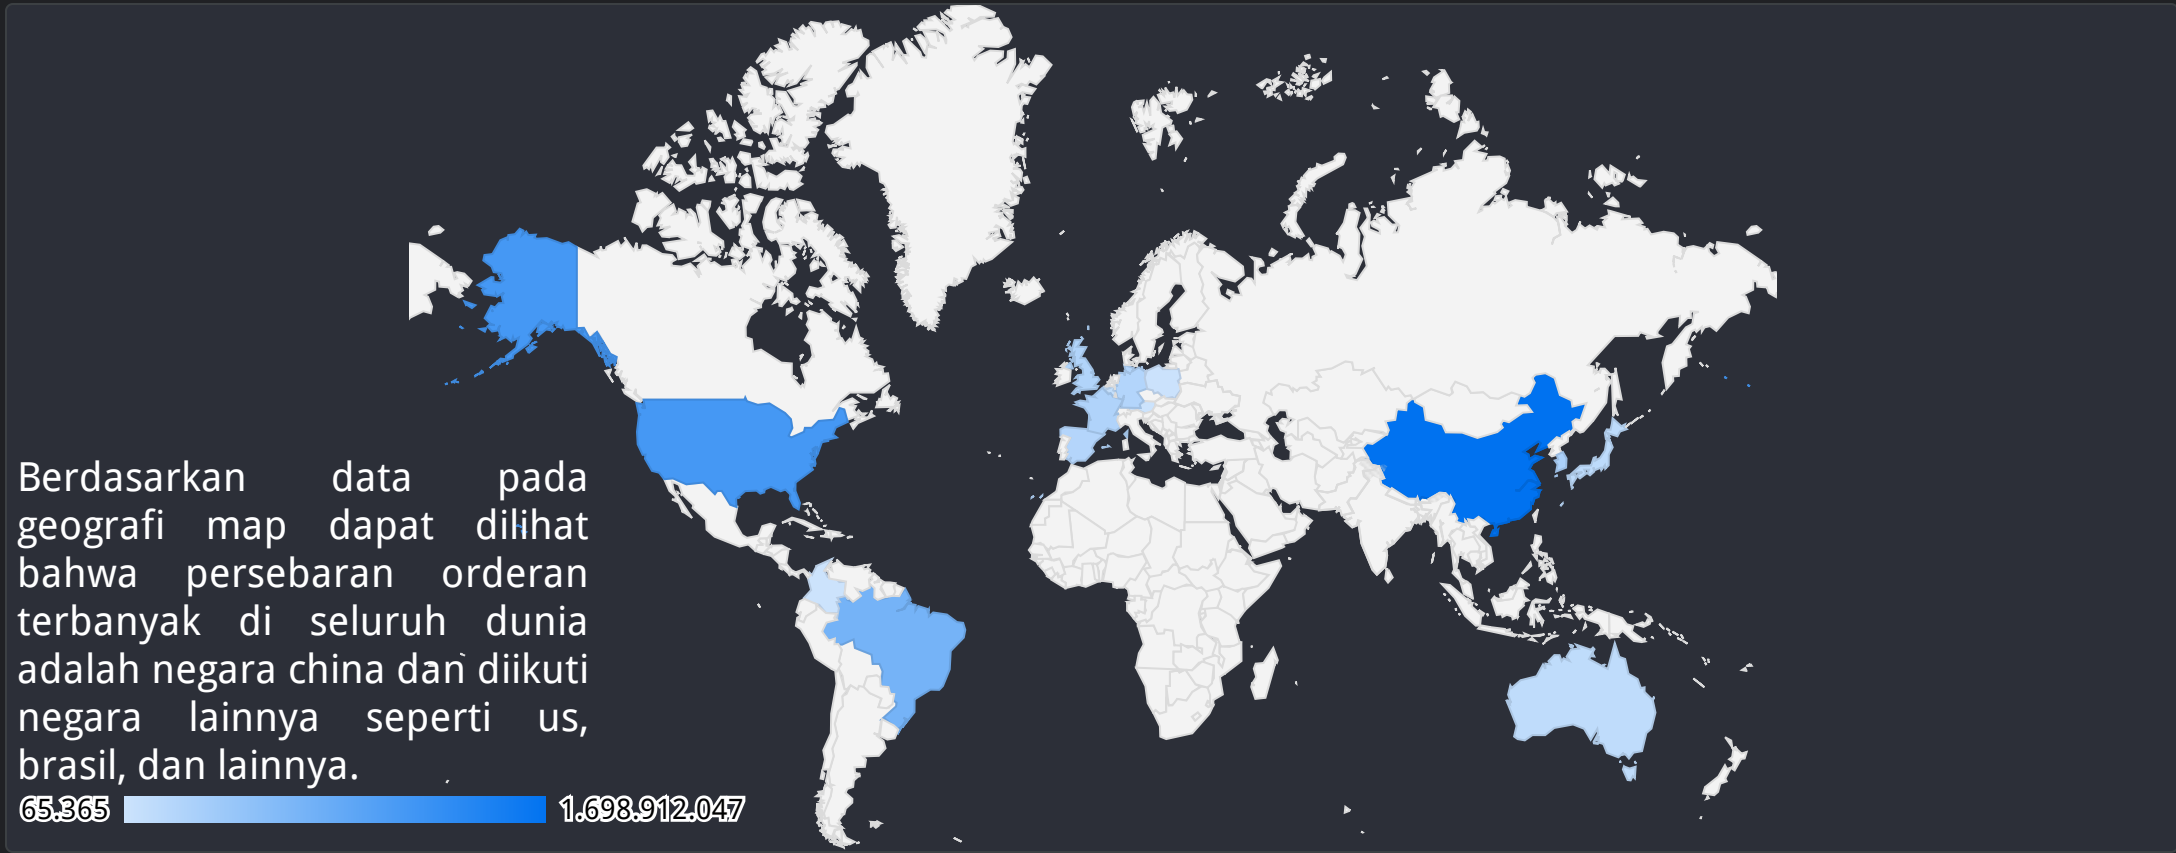 Berdasarkan data pada
geografi map dapat dilihat
bahwa persebaran orderan
terbanyak di seluruh dunia
adalah negara china dan diikuti
negara lainnya seperti us,
brasil, dan lainnya.
65.365 1.698.912.047